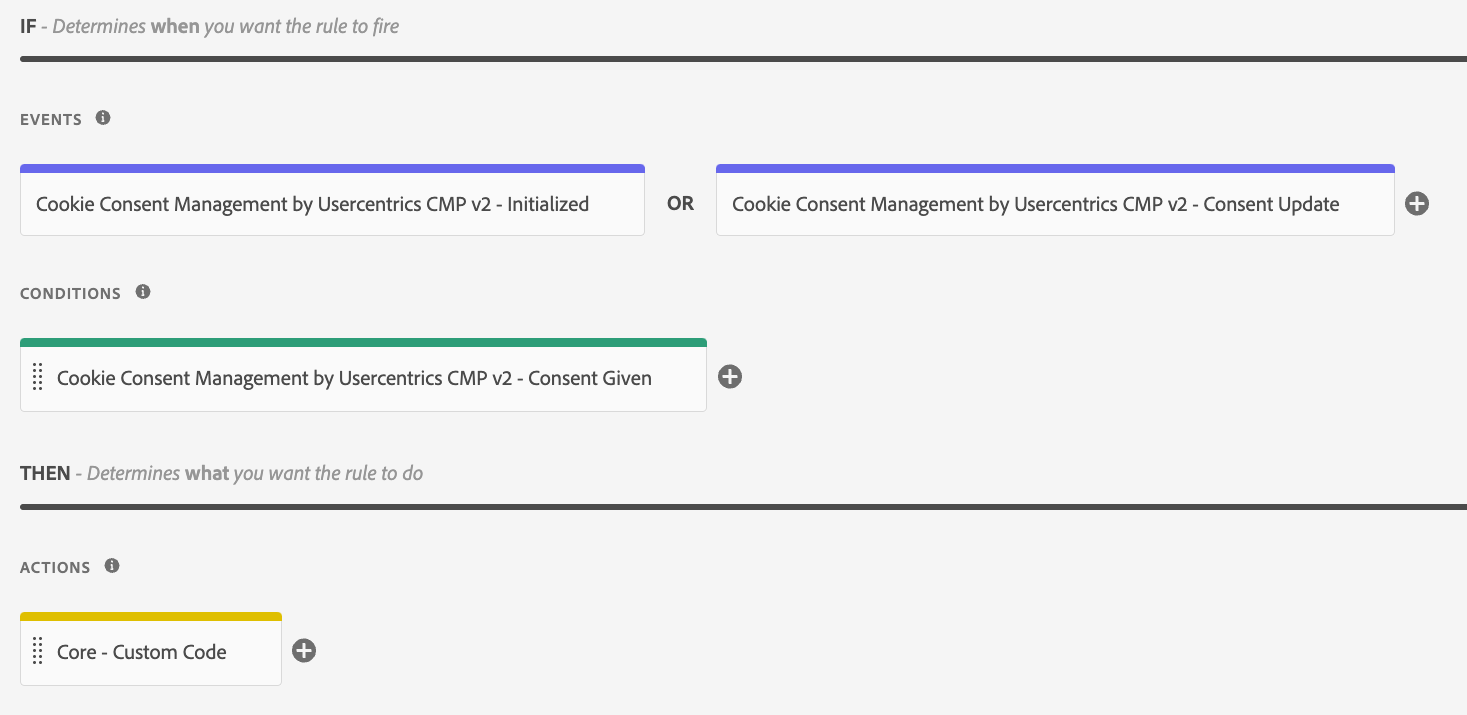 IF - Determines when you want the rule to fire
EVENTS
Cookie Consent Management by Usercentrics CMP v2 - Initialized
OR
Cookie Consent Management by Usercentrics CMP v2 - Consent Update
CONDITIONS
Cookie Consent Management by Usercentrics CMP v2 - Consent Given
THEN - Determines what you want the rule to do
ACTIONS
Core - Custom Code